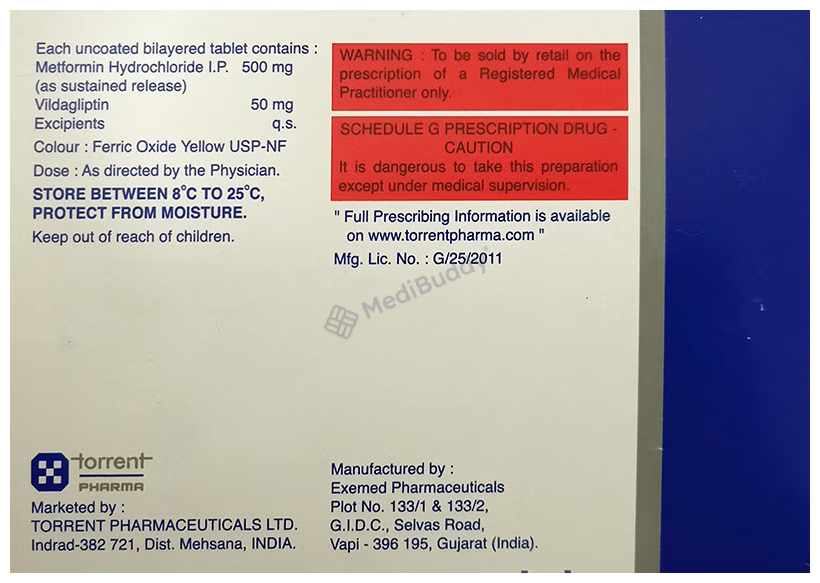 Each uncoated bilayered tablet contains :
Metformin Hydrochloride I.P. 500 mg
(as sustained release)
Vildagliptin 50 mg
Excipients q.s.
Colour : Ferric Oxide Yellow USP-NF
Dose : As directed by the Physician.
STORE BETWEEN 8°C TO 25°C,
PROTECT FROM MOISTURE.
Keep out of reach of children.
WARNING : To be sold by retail on the
prescription of a Registered Medical
Practitioner only.
SCHEDULE G PRESCRIPTION DRUG -
CAUTION
It is dangerous to take this preparation
except under medical supervision.
" Full Prescribing Information is available
on www.torrentpharma.com "
Mfg. Lic. No. : G/25/2011
MediBuddy
torrent
PHARMA
Marketed by :
TORRENT PHARMACEUTICALS LTD.
Indrad-382 721, Dist. Mehsana, INDIA.
Manufactured by :
Exemed Pharmaceuticals
Plot No. 133/1 & 133/2,
G.I.D.C., Selvas Road,
Vapi - 396 195, Gujarat (India).